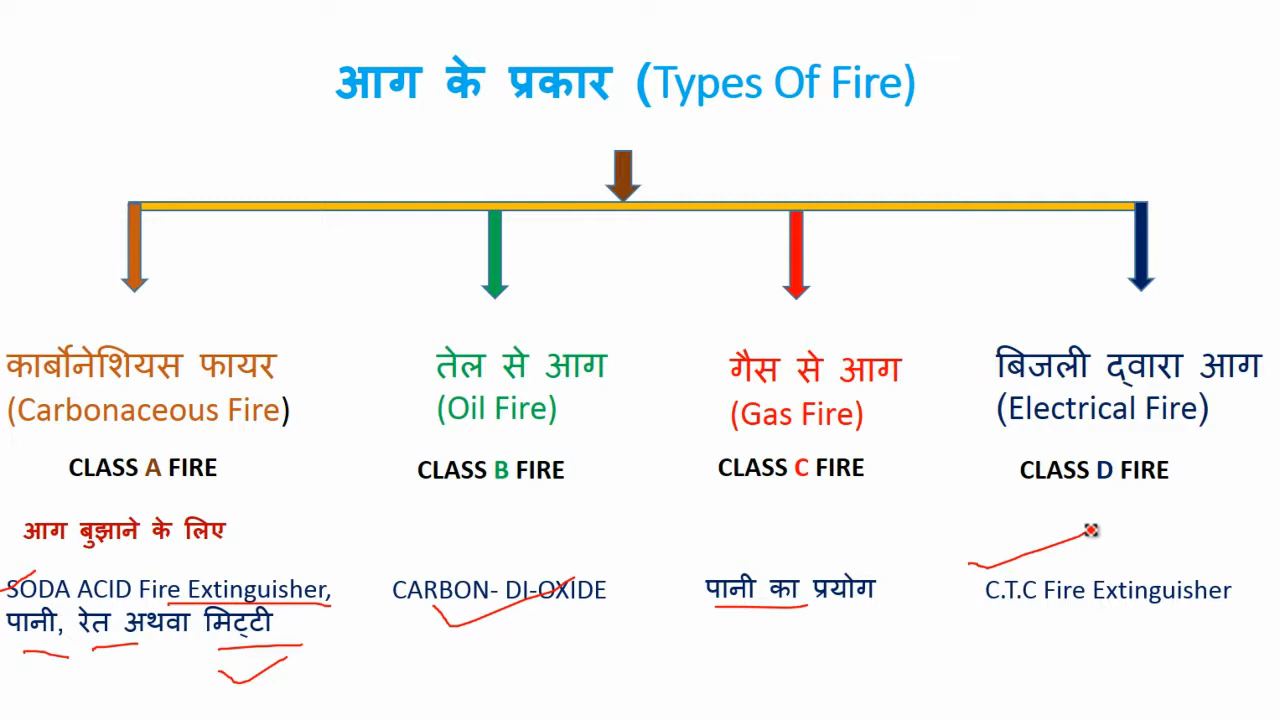 आग के प्रकार (Types Of Fire)
कार्बोनेशियस फायर
(Carbonaceous Fire)
CLASS A FIRE
तेल से आग
(Oil Fire)
CLASS B FIRE
गैस से आग
(Gas Fire)
CLASS C FIRE
बिजली द्वारा आग
(Electrical Fire)
CLASS D FIRE
आग बुझाने के लिए
SODA ACID Fire Extinguisher,
पानी, रेत अथवा मिट्टी
CARBON- DI-OXIDE
पानी का प्रयोग
C.T.C Fire Extinguisher